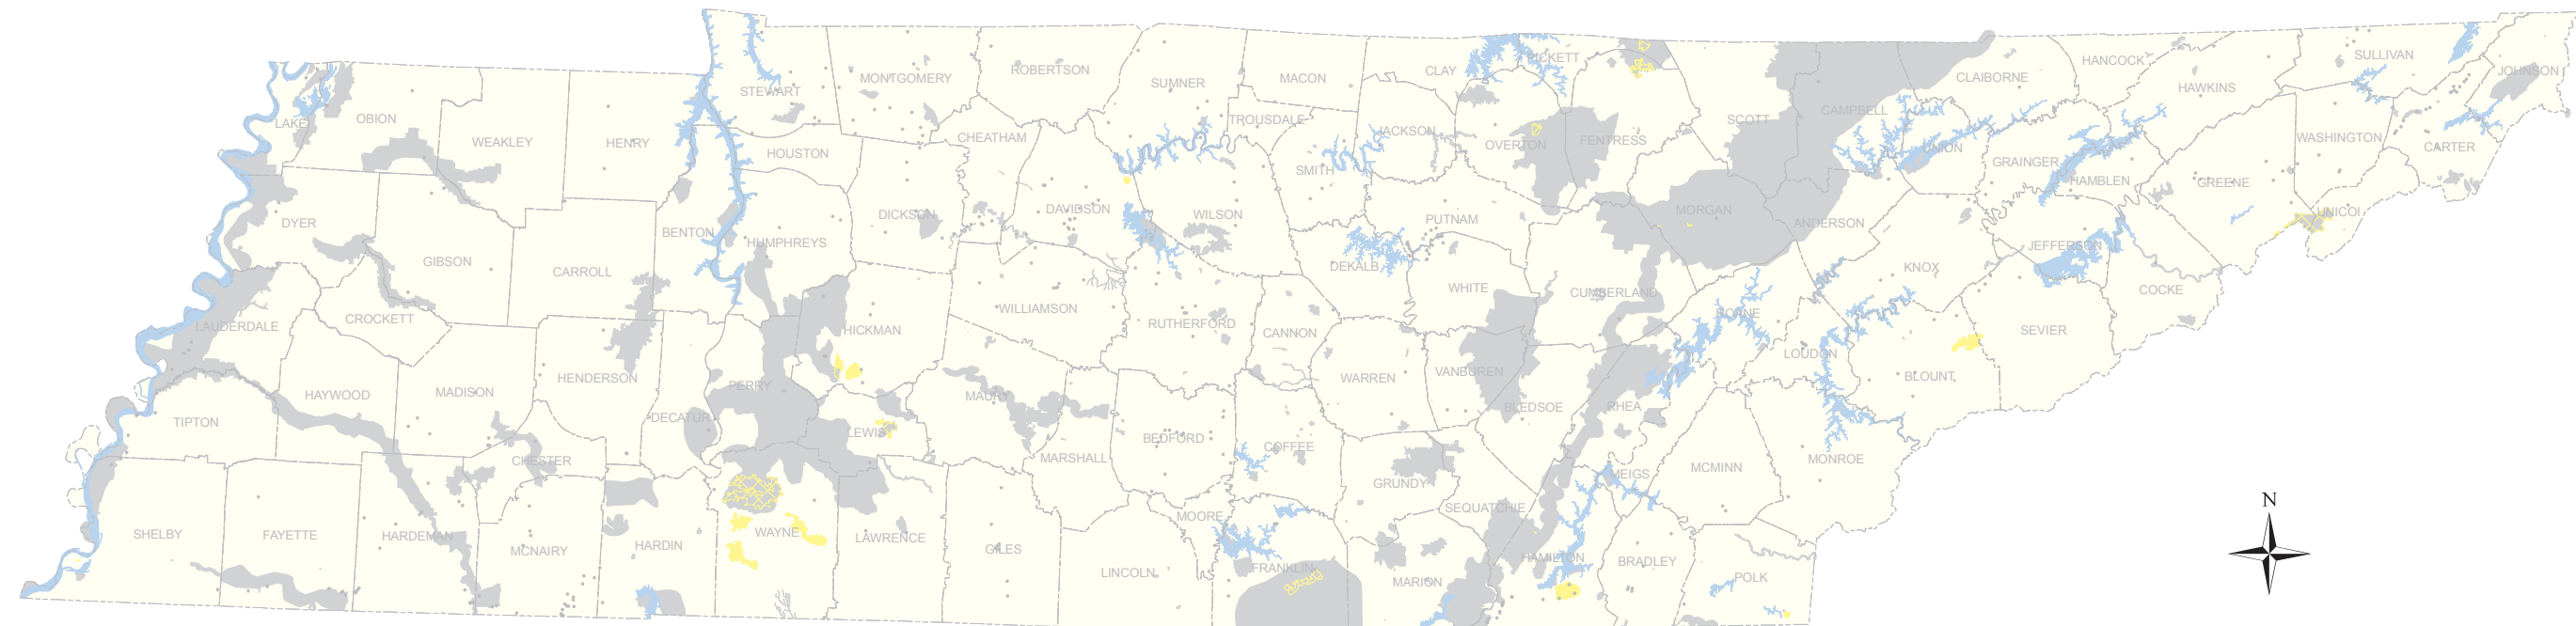 SULLIVAN
HANCOCK
JOHNSON
PICKETT
CLAY
ROBERTSON
MONTGOMERY
MACON
SUMNER
STEWART
CLAIBORNE
HAWKINS
CAMPBELL
SCOTT
TROUSDALE
LAKE
OBION
JACKSON
CHEATHAM
WASHINGTON
WEAKLEY
HENRY
FENTRESS
OVERTON
CARTER
UNION
HOUSTON
GRAINGER
SMITH
HAMBLEN
GREENE
DAVIDSON
MORGAN
UNICOI
DICKSON
WILSON
PUTNAM
DYER
ANDERSON
BENTON
HUMPHREYS
JEFFERSON
GIBSON
DEKALB
KNOX
CARROLL
WHITE
COCKE
CUMBERLAND
WILLIAMSON
ROANE
CROCKETT
RUTHERFORD
LAUDERDALE
HICKMAN
CANNON
SEVIER
LOUDON
VANBUREN
BLOUNT
HENDERSON
WARREN
PERRY
MADISON
HAYWOOD
MAURY
BLEDSOE
RHEA
DECATUR
TIPTON
LEWIS
BEDFORD
COFFEE
MARSHALL
MONROE
CHESTER
MCMINN
MEIGS
GRUNDY
N
SEQUATCHIE
MOORE
WAYNE
SHELBY
FAYETTE
HARDEMAN
LAWRENCE
HARDIN
GILES
MCNAIRY
HAMILTON
BRADLEY
FRANKLIN
LINCOLN
POLK
MARION